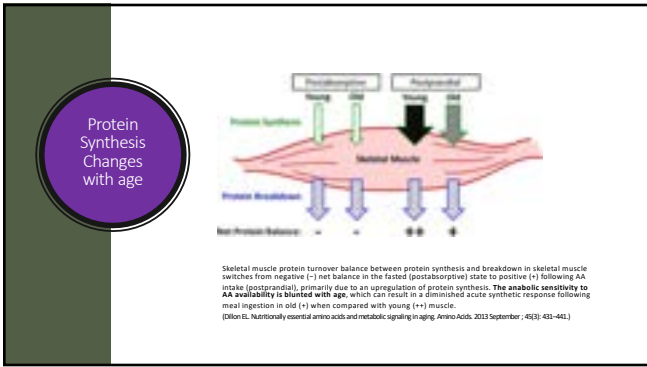 Protein
Synthesis
Changes
with age
Postabsorptive Postprandial
Young Old Young Old
Protein Synthesis
Skeletal Muscle
Protein Breakdown
Net Protein Balance: - - ++ +
Skeletal muscle protein turnover balance between protein synthesis and breakdown in skeletal muscle
switches from negative (−) net balance in the fasted (postabsorptive) state to positive (+) following AA
intake (postprandial), primarily due to an upregulation of protein synthesis. The anabolic sensitivity to
AA availability is blunted with age, which can result in a diminished acute synthetic response following
meal ingestion in old (+) when compared with young (++) muscle.
(Dillon EL. Nutritionally essential amino acids and metabolic signaling in aging. Amino Acids. 2013 September ; 45(3): 431–441.)